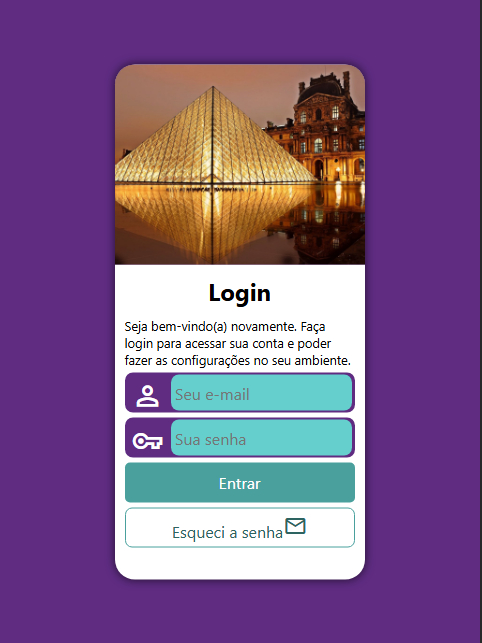 Login
Seja bem-vindo(a) novamente. Faça
login para acessar sua conta e poder
fazer as configurações no seu ambiente.
Seu e-mail
Sua senha
Entrar
Esqueci a senha